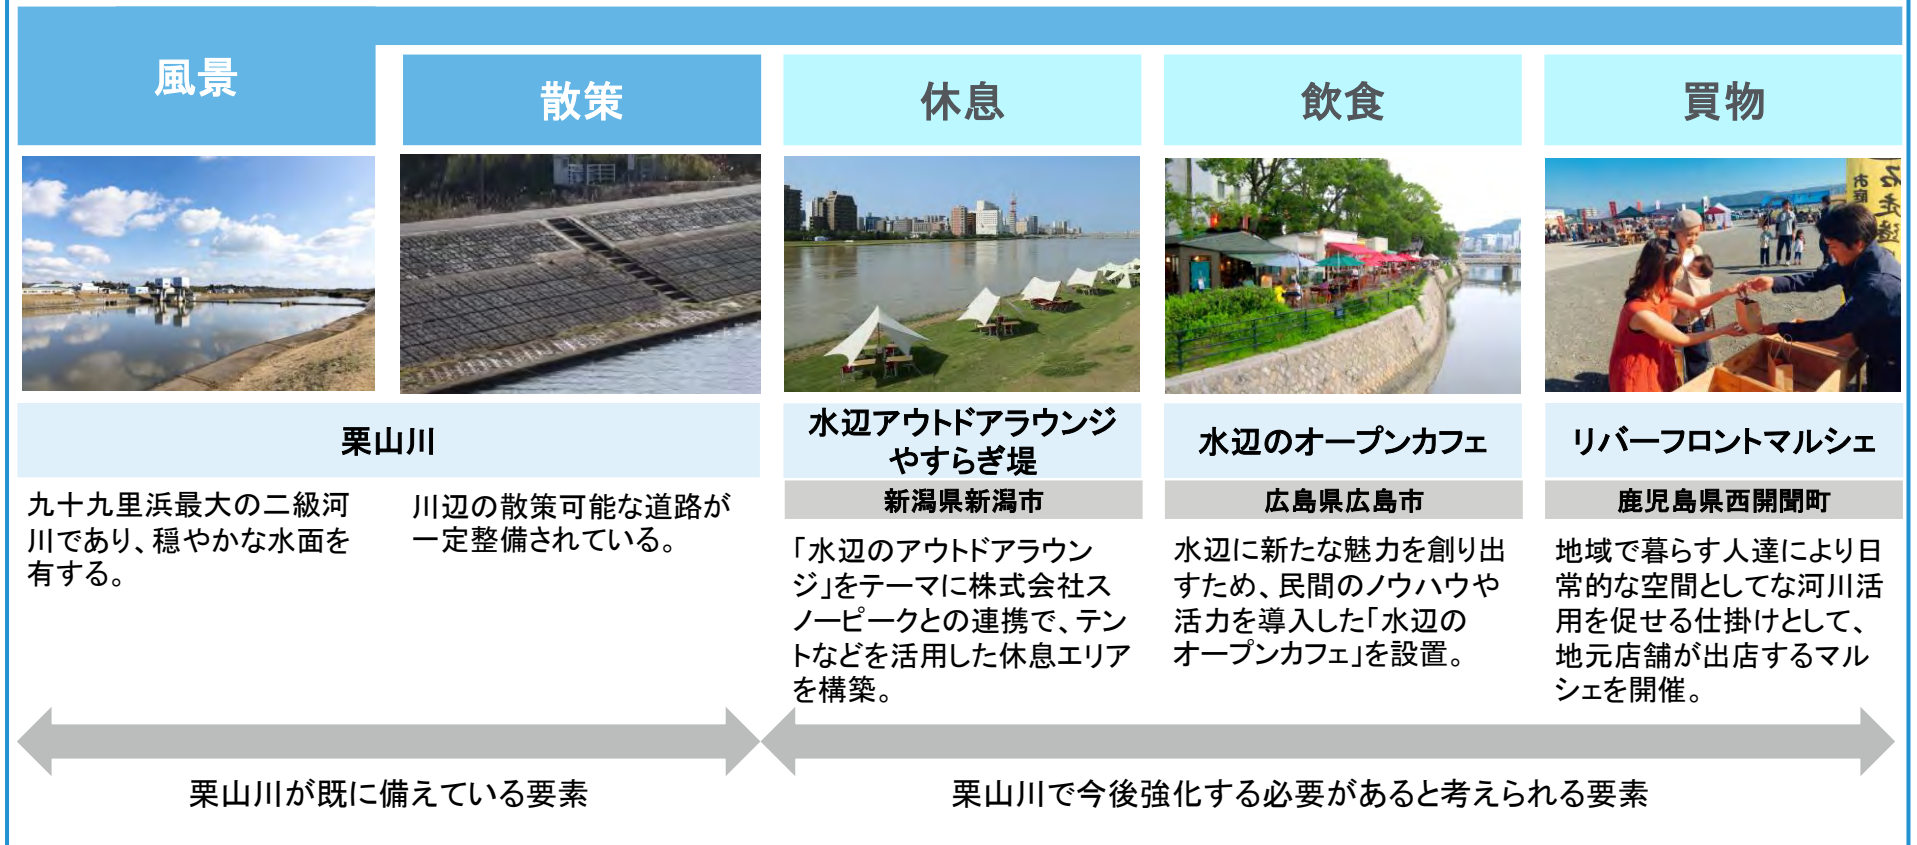 風景
散策
休息
飲食
買物
お庭
名走遠
栗山川
九十九里浜最大の二級河
川であり、穏やかな水面を
有する。
川辺の散策可能な道路が
一定整備されている。
水辺アウトドアラウンジ
やすらぎ堤
新潟県新潟市
「水辺のアウトドアラウン
ジ」をテーマに株式会社ス
ノーピークとの連携で、テン
トなどを活用した休息エリア
を構築。
水辺のオープンカフェ
広島県広島市
水辺に新たな魅力を創り出
すため、民間のノウハウや
活力を導入した「水辺の
オープンカフェ」を設置。
リバーフロントマルシェ
鹿児島県西開聞町
地域で暮らす人達により日
常的な空間としてな河川活
用を促せる仕掛けとして、
地元店舗が出店するマル
シェを開催。
栗山川が既に備えている要素
栗山川で今後強化する必要があると考えられる要素